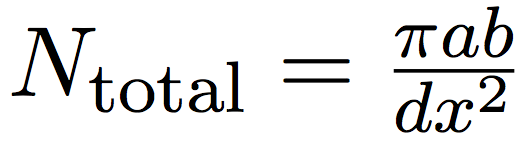 N_total = πab/dx²